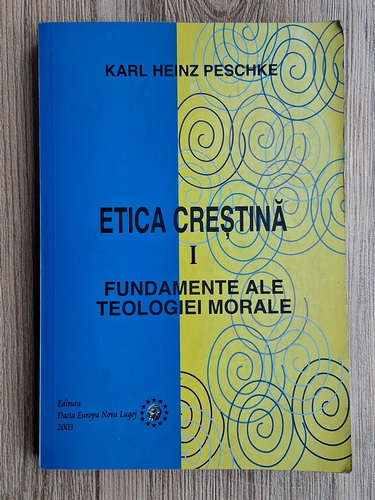 KARL HEINZ PESCHKE
ETICA CREȘTINĂ
I
FUNDAMENTE ALE
TEOLOGIEI MORALE
Editura
Dacia Europa Nova Lugoj
2003